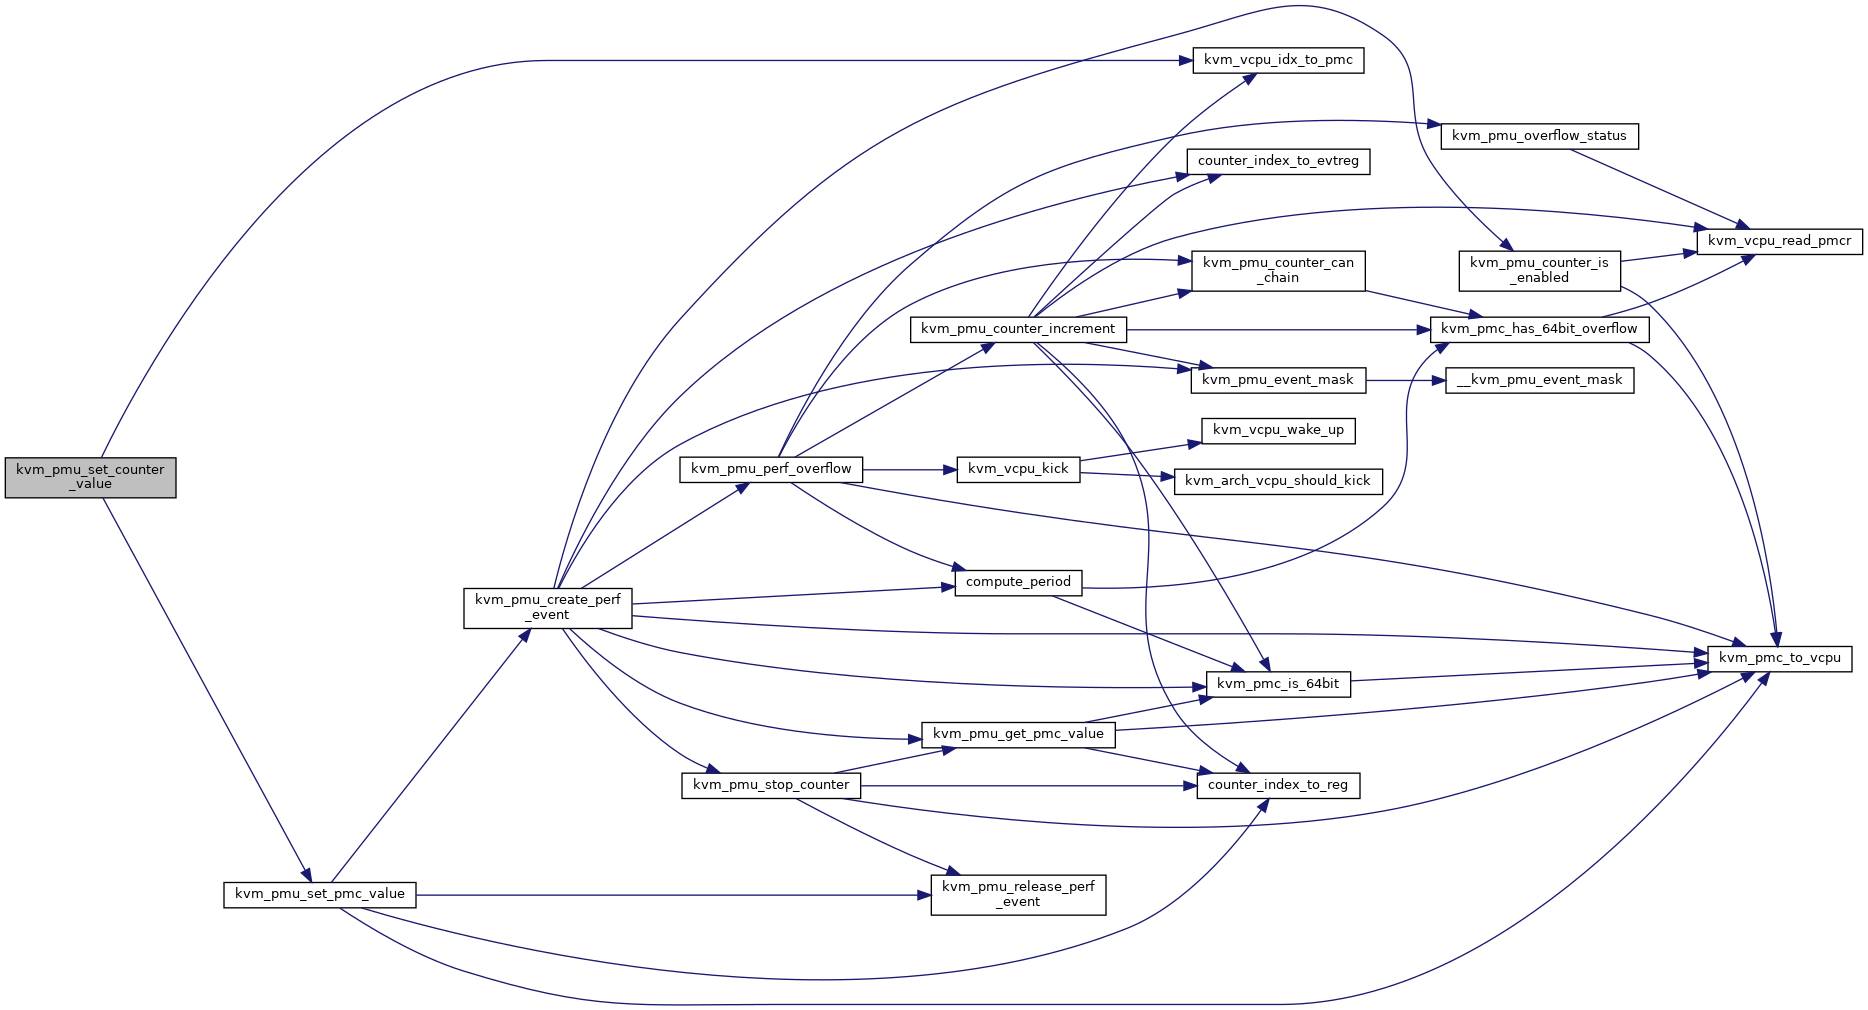 kvm_vcpu_idx_to_pmc
kvm_pmu_overflow_status
counter_index_to_evtreg
kvm_vcpu_read_pmcr
kvm_pmu_counter_can
_chain
kvm_pmu_counter_is
_enabled
kvm_pmu_counter_increment
kvm_pmc_has_64bit_overflow
kvm_pmu_event_mask
__kvm_pmu_event_mask
kvm_vcpu_wake_up
kvm_pmu_set_counter
_value
kvm_pmu_perf_overflow
kvm_vcpu_kick
kvm_arch_vcpu_should_kick
compute_period
kvm_pmu_create_perf
_event
kvm_pmc_to_vcpu
kvm_pmc_is_64bit
kvm_pmu_get_pmc_value
kvm_pmu_stop_counter
counter_index_to_reg
kvm_pmu_set_pmc_value
kvm_pmu_release_perf
_event